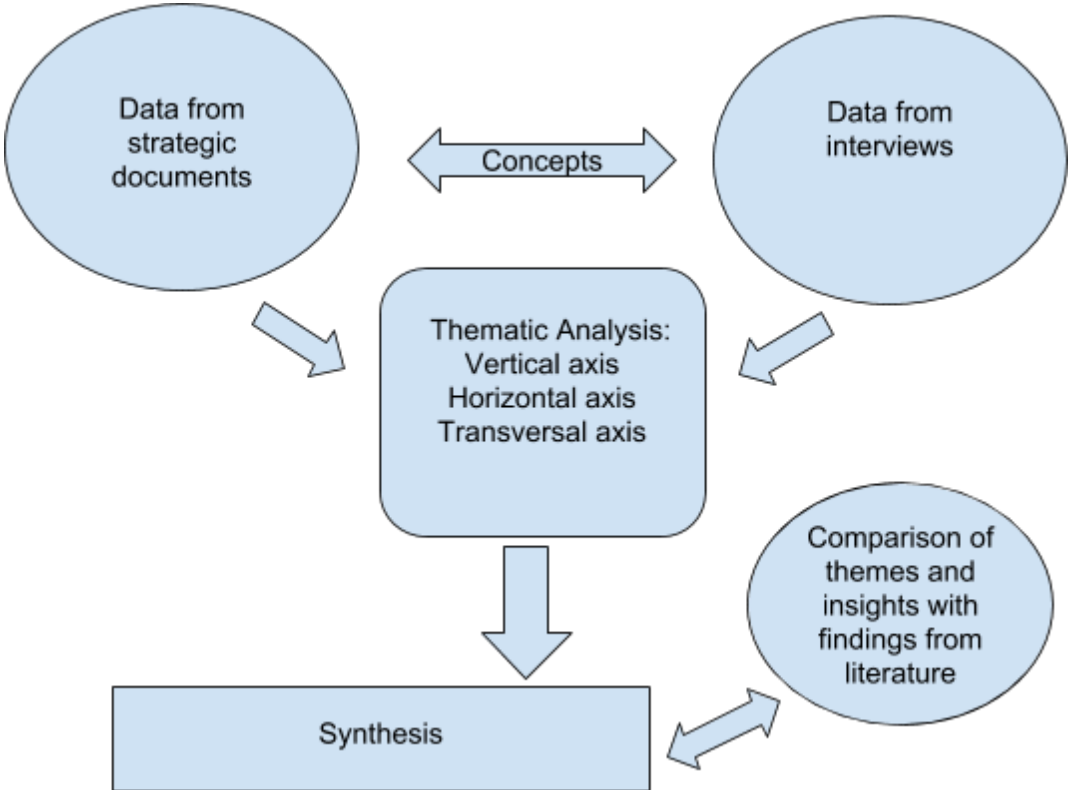 Data from
strategic
documents
Concepts
Data from
interviews
Thematic Analysis:
Vertical axis
Horizontal axis
Transversal axis
Comparison of
themes and
insights with
findings from
literature
Synthesis